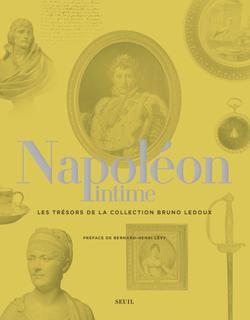 Napoléon
intime
LES TRÉSORS DE LA COLLECTION BRUNO LEDOUX
PRÉFACE DE BERNARD-HENRI LÉVY
SEUIL